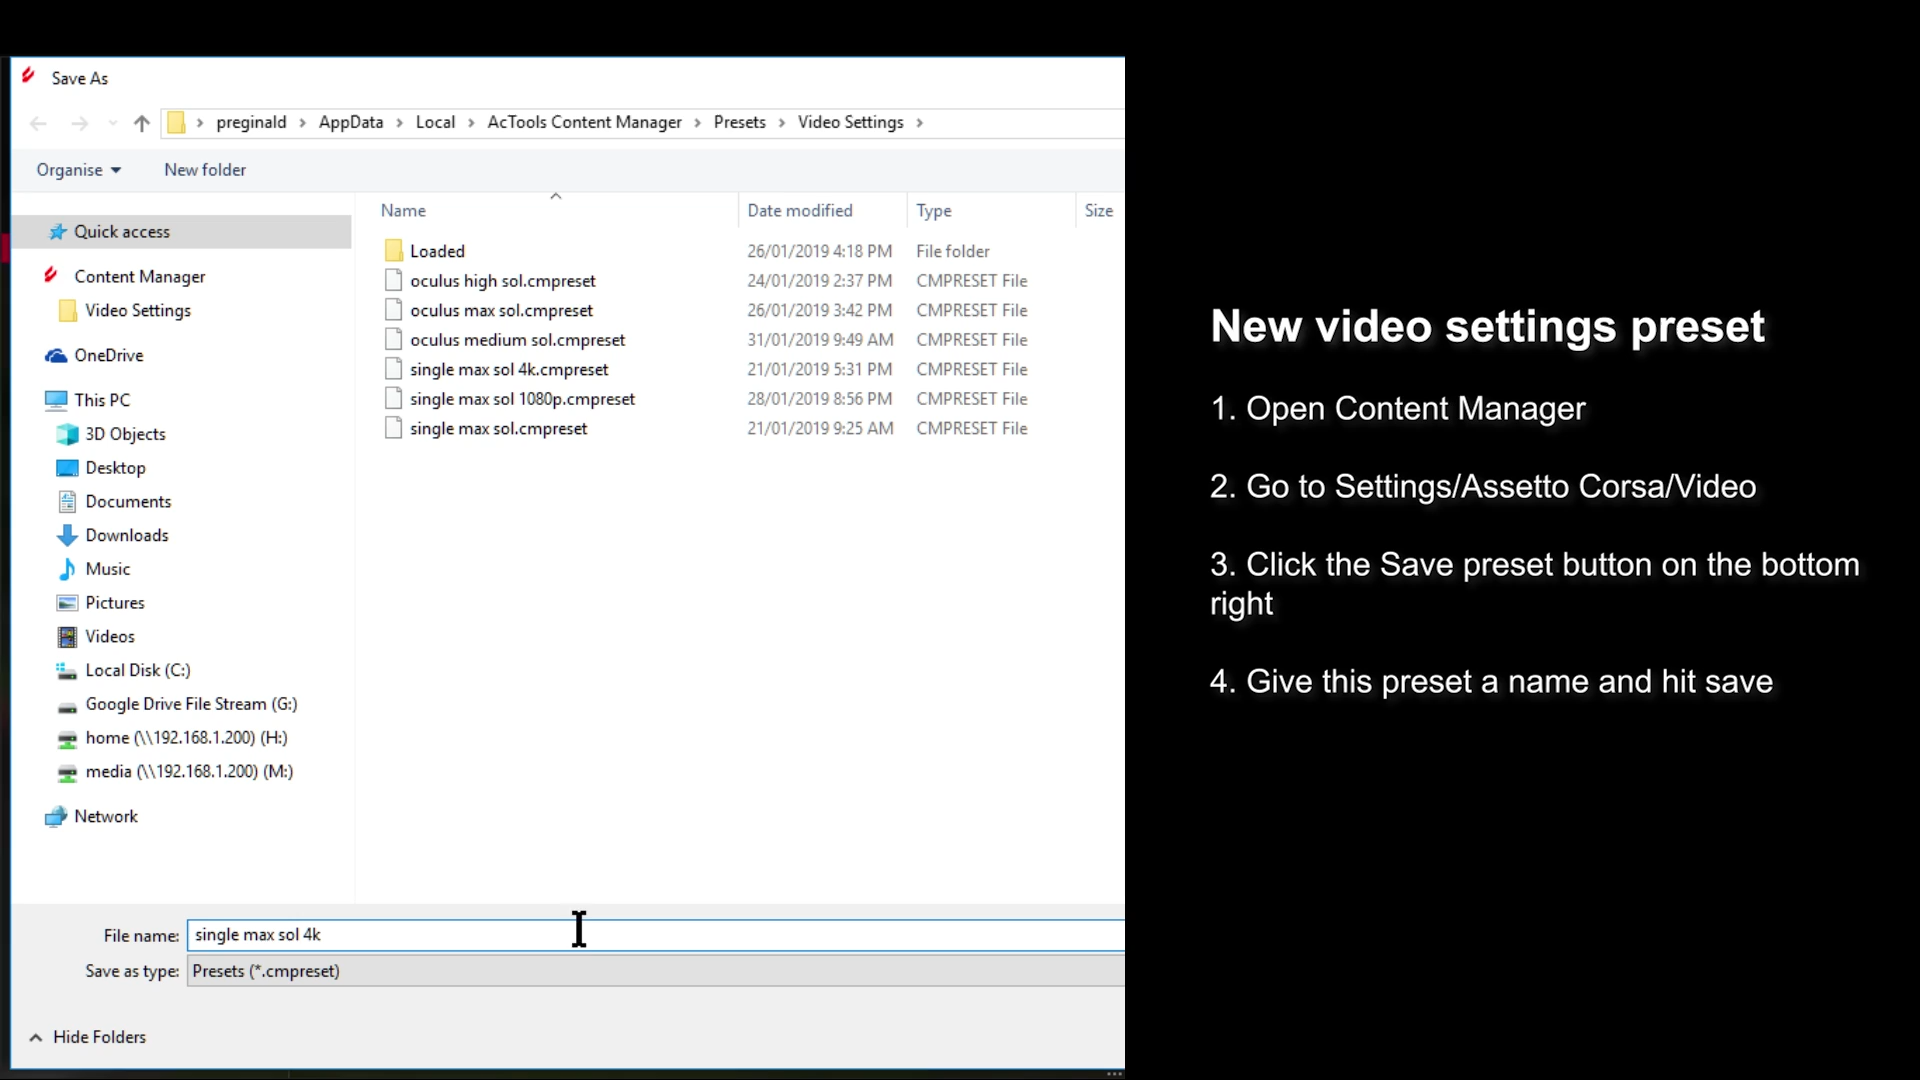 Save As
preginald > AppData > Local > AcTools Content Manager > Presets > Video Settings >
Organise New folder
Name Date modified Type Size
Quick access
Content Manager
Video Settings
OneDrive
This PC
3D Objects
Desktop
Documents
Downloads
Music
Pictures
Videos
Local Disk (C:)
Google Drive File Stream (G:)
home (\\192.168.1.200) (H:)
media (\\192.168.1.200) (M:)
Network
Loaded 26/01/2019 4:18 PM File folder
oculus high sol.cmpreset 24/01/2019 2:37 PM CMPRESET File
oculus max sol.cmpreset 26/01/2019 3:42 PM CMPRESET File
oculus medium sol.cmpreset 31/01/2019 9:49 AM CMPRESET File
single max sol 4k.cmpreset 21/01/2019 5:31 PM CMPRESET File
single max sol 1080p.cmpreset 28/01/2019 8:56 PM CMPRESET File
single max sol.cmpreset 21/01/2019 9:25 AM CMPRESET File
File name: single max sol 4k
Save as type: Presets (*.cmpreset)
Hide Folders
New video settings preset
1. Open Content Manager
2. Go to Settings/Assetto Corsa/Video
3. Click the Save preset button on the bottom
right
4. Give this preset a name and hit save